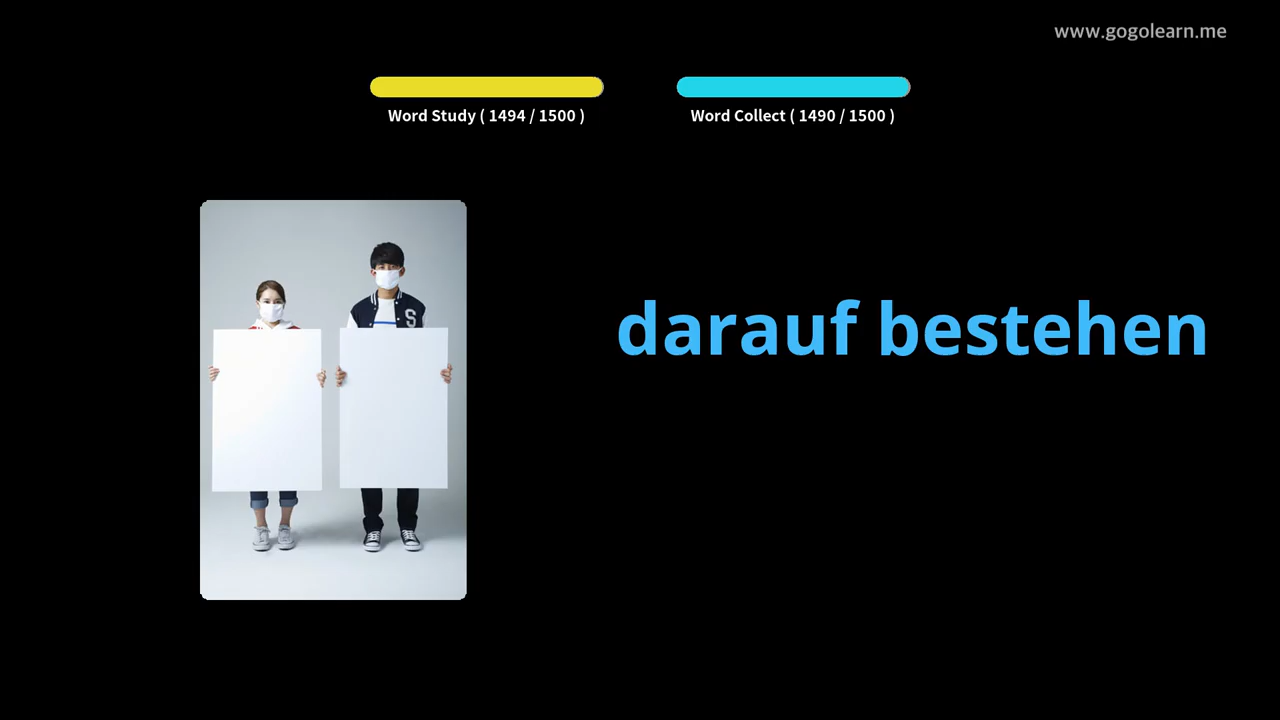 www.gogolearn.me
Word Study ( 1494 / 1500 )
Word Collect ( 1490 / 1500 )
S
darauf bestehen